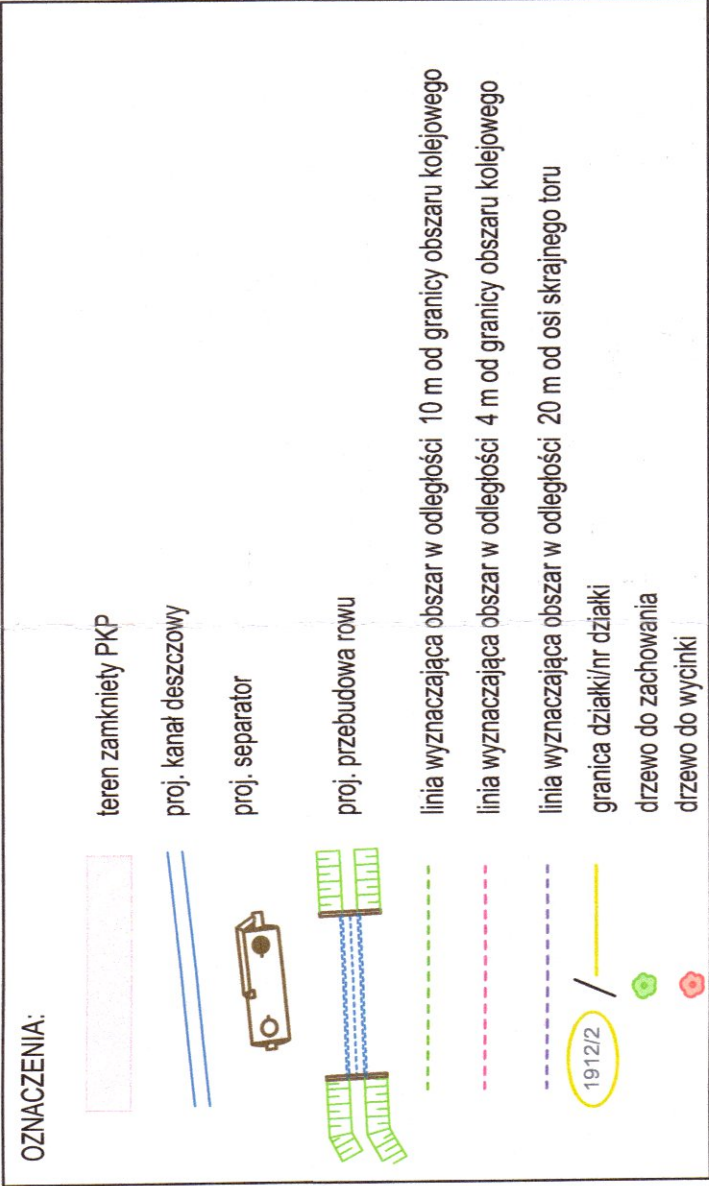 OZNACZENIA:
teren zamkniety PKP
proj. kanał deszczowy
proj. separator
proj. przebudowa rowu
linia wyznaczająca obszar w odległości 10 m od granicy obszaru kolejowego
linia wyznaczająca obszar w odległości 4 m od granicy obszaru kolejowego
linia wyznaczająca obszar w odległości 20 m od osi skrajnego toru
1912/2 / granica działki/nr działki
drzewo do zachowania
drzewo do wycinki